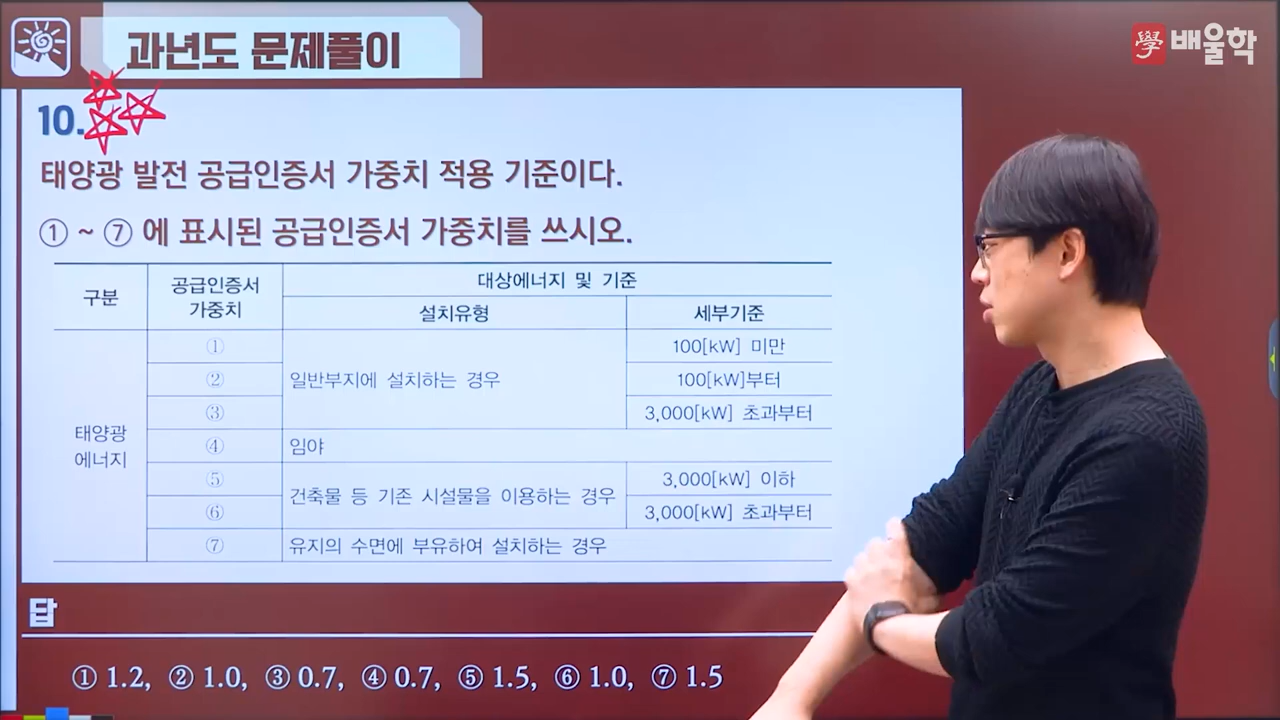 과년도 문제풀이
學 배울학
10.
태양광 발전 공급인증서 가중치 적용 기준이다.
① ~ ⑦ 에 표시된 공급인증서 가중치를 쓰시오.
구분
공급인증서
가중치
대상에너지 및 기준
설치유형
세부기준
태양광
에너지
①
일반부지에 설치하는 경우
100[kW] 미만
②
100[kW]부터
③
3,000[kW] 초과부터
④
임야
⑤
건축물 등 기존 시설물을 이용하는 경우
3,000[kW] 이하
⑥
3,000[kW] 초과부터
⑦
유지의 수면에 부유하여 설치하는 경우
답
① 1.2, ② 1.0, ③ 0.7, ④ 0.7, ⑤ 1.5, ⑥ 1.0, ⑦ 1.5